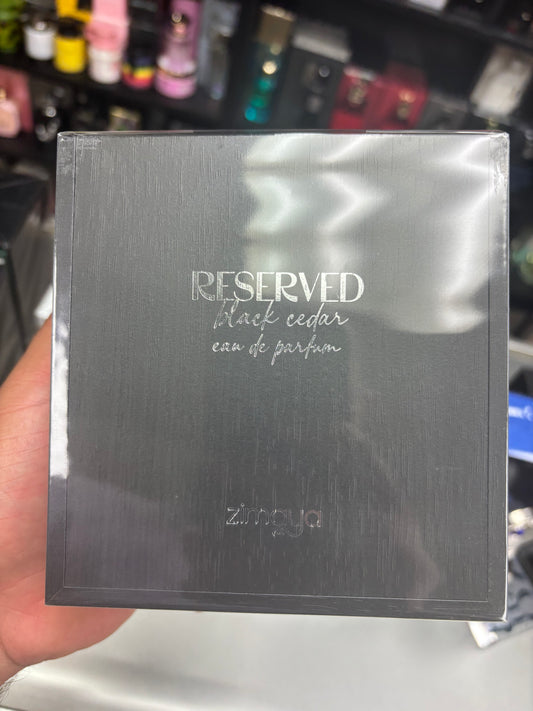 RESERVED
black cedar
eau de parfum
zimaya